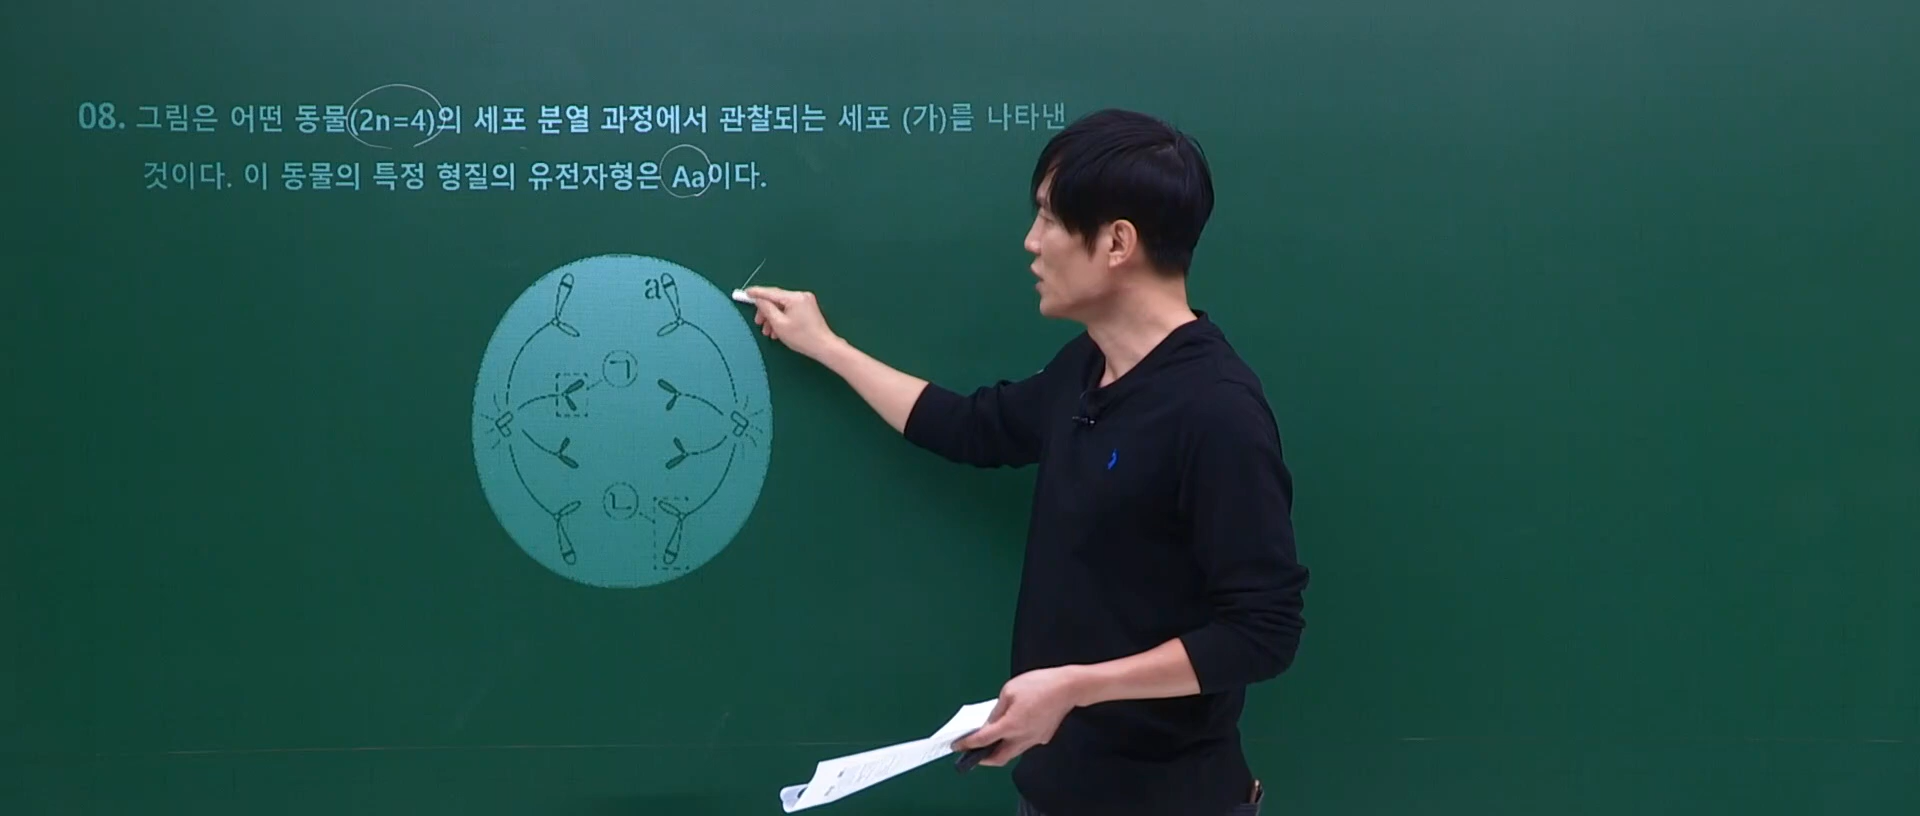 08. 그림은 어떤 동물(2n=4)의 세포 분열 과정에서 관찰되는 세포 (가)를 나타낸
것이다. 이 동물의 특정 형질의 유전자형은 Aa이다.
a
ㄱ
ㄴ